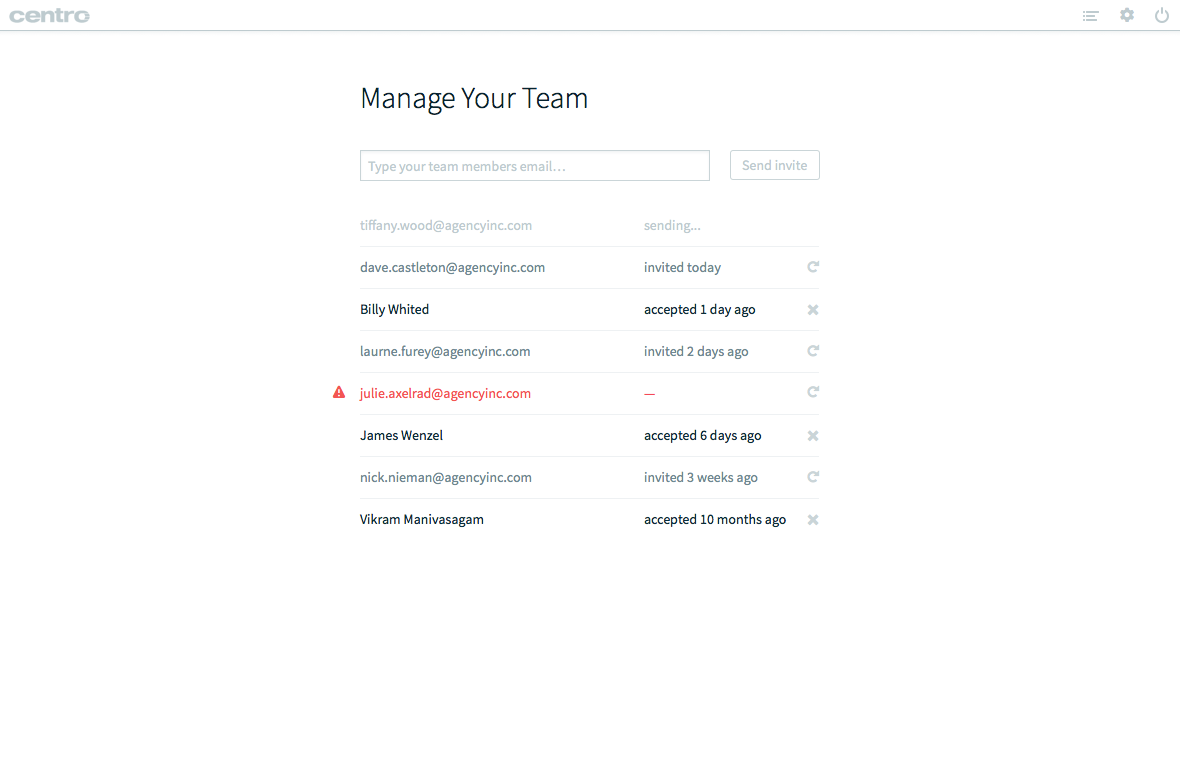 centro
Manage Your Team
Type your team members email... Send invite
tiffany.wood@agencyinc.com sending...
dave.castleton@agencyinc.com invited today
Billy Whited accepted 1 day ago
laurne.furey@agencyinc.com invited 2 days ago
julie.axelrad@agencyinc.com —
James Wenzel accepted 6 days ago
nick.nieman@agencyinc.com invited 3 weeks ago
Vikram Manivasagam accepted 10 months ago